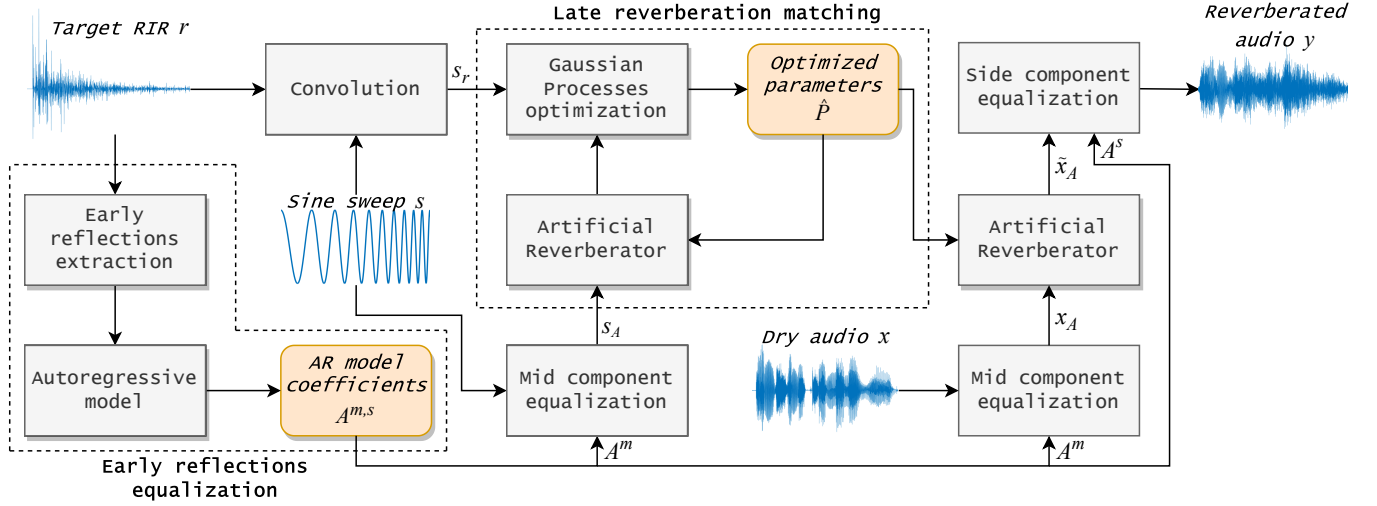 Late reverberation matching
Target RIR r
Convolution
s_r
Gaussian
Processes
optimization
Optimized
parameters
P̂
Side component
equalization
Reverberated
audio y
A^s
x̃_A
Early
reflections
extraction
Sine sweep s
Artificial
Reverberator
Artificial
Reverberator
s_A
x_A
Dry audio x
Autoregressive
model
AR model
coefficients
A^{m,s}
Mid component
equalization
Mid component
equalization
A^m
A^m
Early reflections
equalization